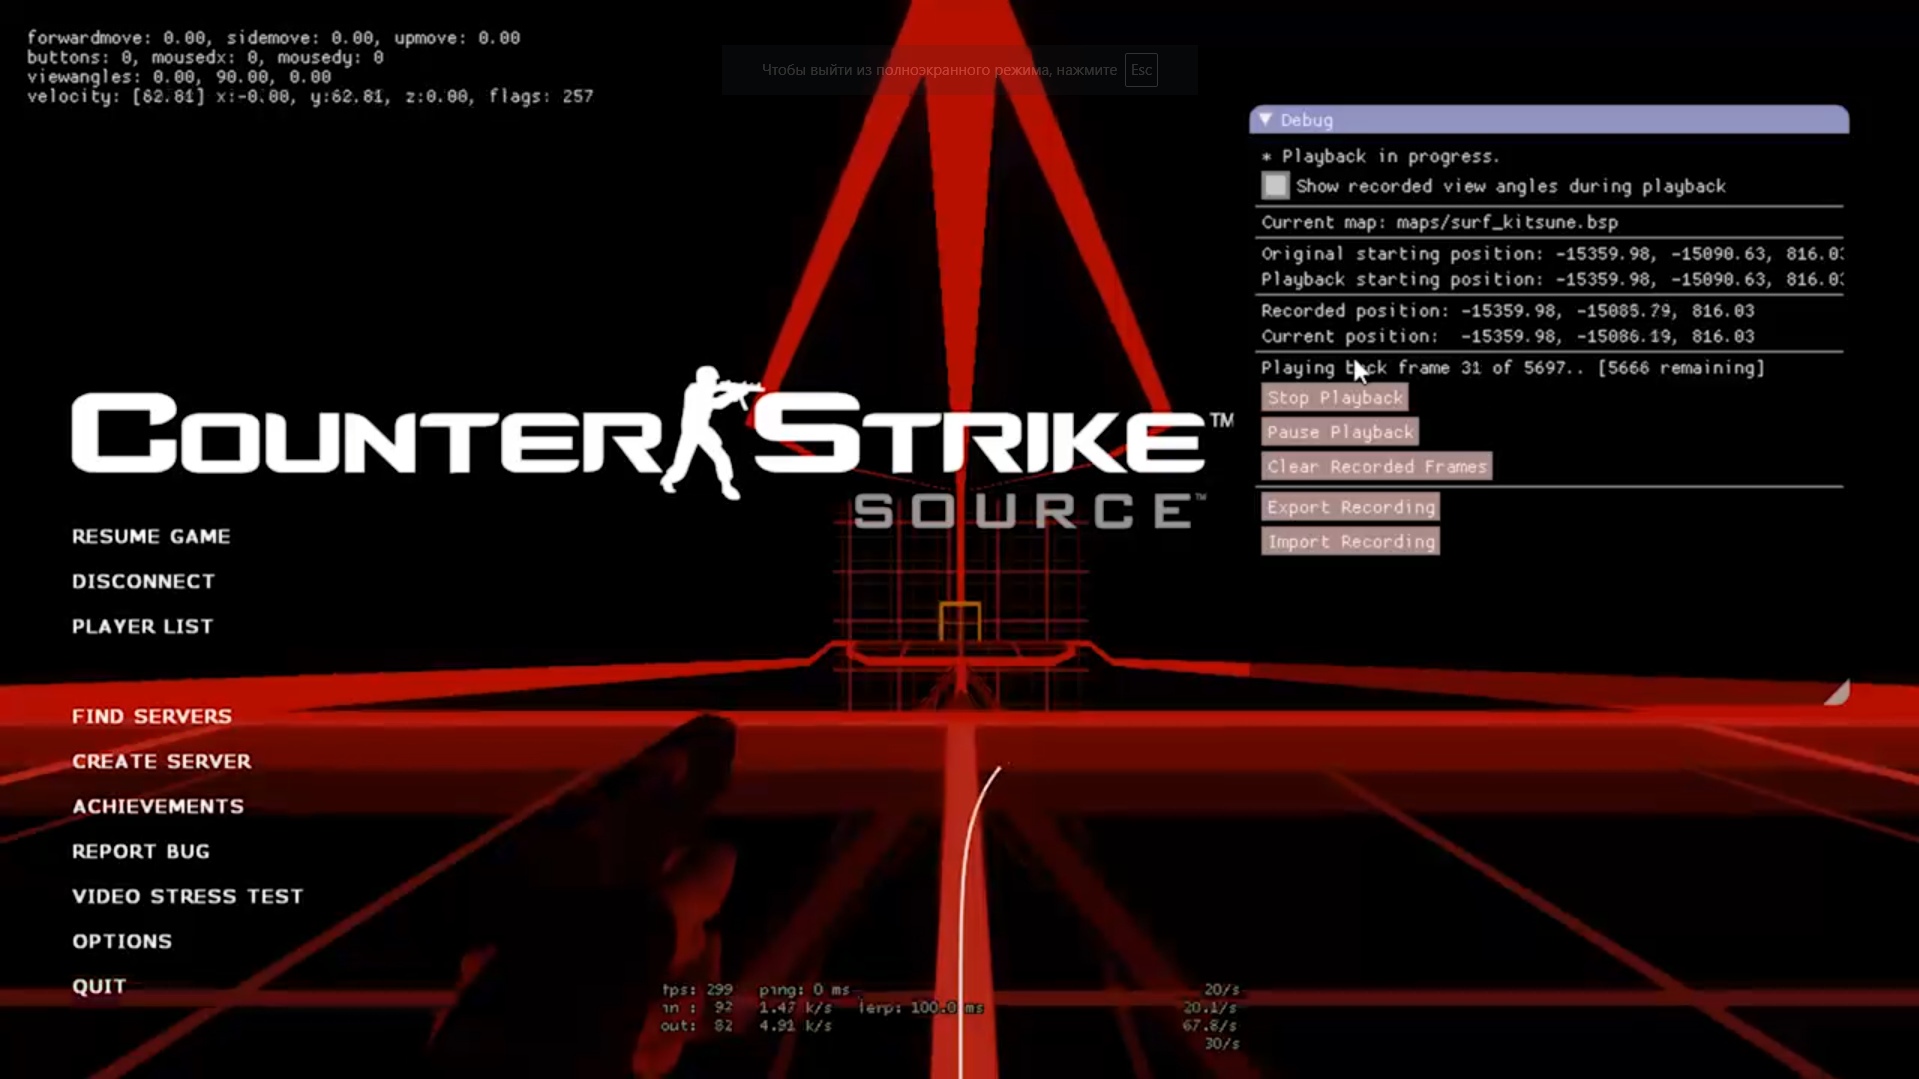 forwardmove: 0.00, sidemove: 0.00, upmove: 0.00
buttons: 0, mousedx: 0, mousedy: 0
viewangles: 0.00, 90.00, 0.00
velocity: [62.81] x:-0.00, y:62.81, z:0.00, flags: 257
Чтобы выйти из полноэкранного режима, нажмите Esc
Debug
* Playback in progress.
Show recorded view angles during playback
Current map: maps/surf_kitsune.bsp
Original starting position: -15359.98, -15090.63, 816.03
Playback starting position: -15359.98, -15090.63, 816.03
Recorded position: -15359.98, -15085.79, 816.03
Current position: -15359.98, -15086.19, 816.03
Playing back frame 31 of 5697.. [5666 remaining]
Stop Playback
Pause Playback
Clear Recorded Frames
Export Recording
Import Recording
COUNTER STRIKE™
SOURCE™
RESUME GAME
DISCONNECT
PLAYER LIST
FIND SERVERS
CREATE SERVER
ACHIEVEMENTS
REPORT BUG
VIDEO STRESS TEST
OPTIONS
QUIT
fps: 299 ping: 0 ms 20/s
in : 92 1.47 k/s lerp: 100.0 ms 20.1/s
out: 82 4.91 k/s 67.8/s
30/s